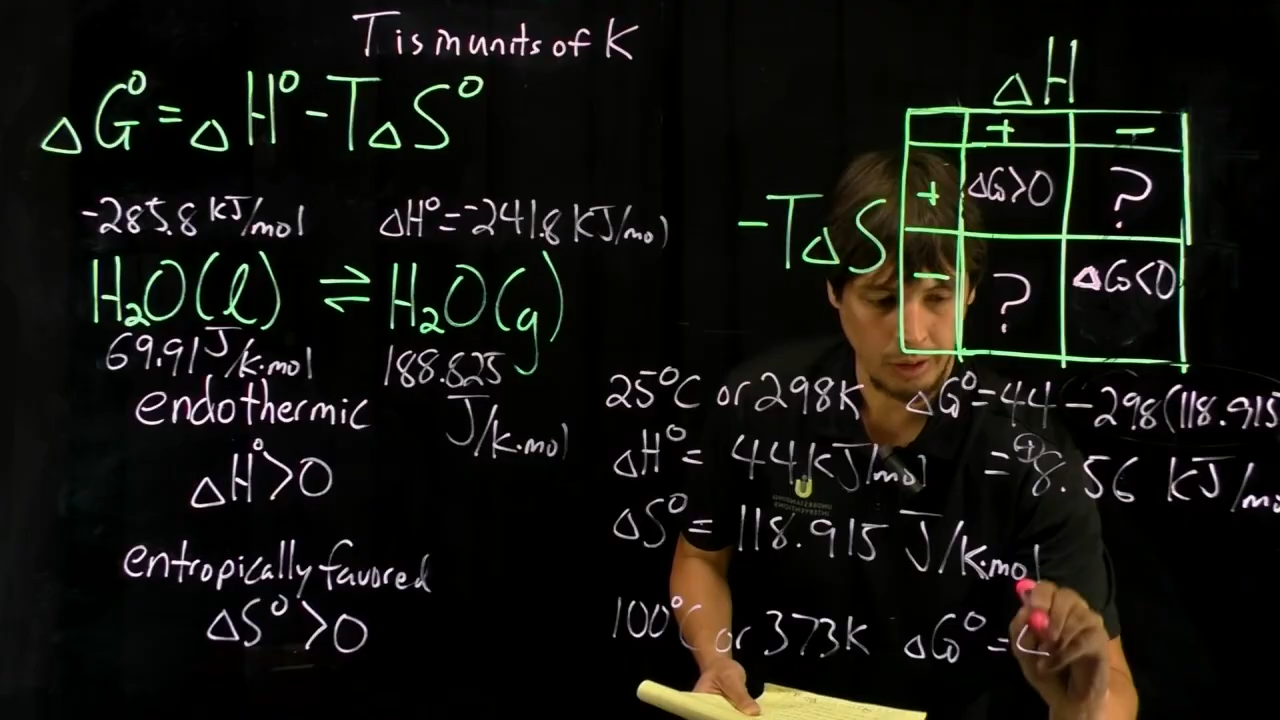 T is in units of K
ΔG° = ΔH° - TΔS°
-285.8 kJ/mol ΔH° = -241.8 kJ/mol
H₂O(l) ⇌ H₂O(g)
69.91 J/K·mol 188.825 J/K·mol
endothermic
ΔH° > 0
entropically favored
ΔS° > 0
ΔH
+ -
-TΔS + ΔG>0 ?
- ? ΔG<0
25°C or 298K ΔG° = 44 - 298(118.915
ΔH° = 44 kJ/mol = +8.56 kJ/mo
ΔS° = 118.915 J/K·mol
100°C or 373K ΔG° =